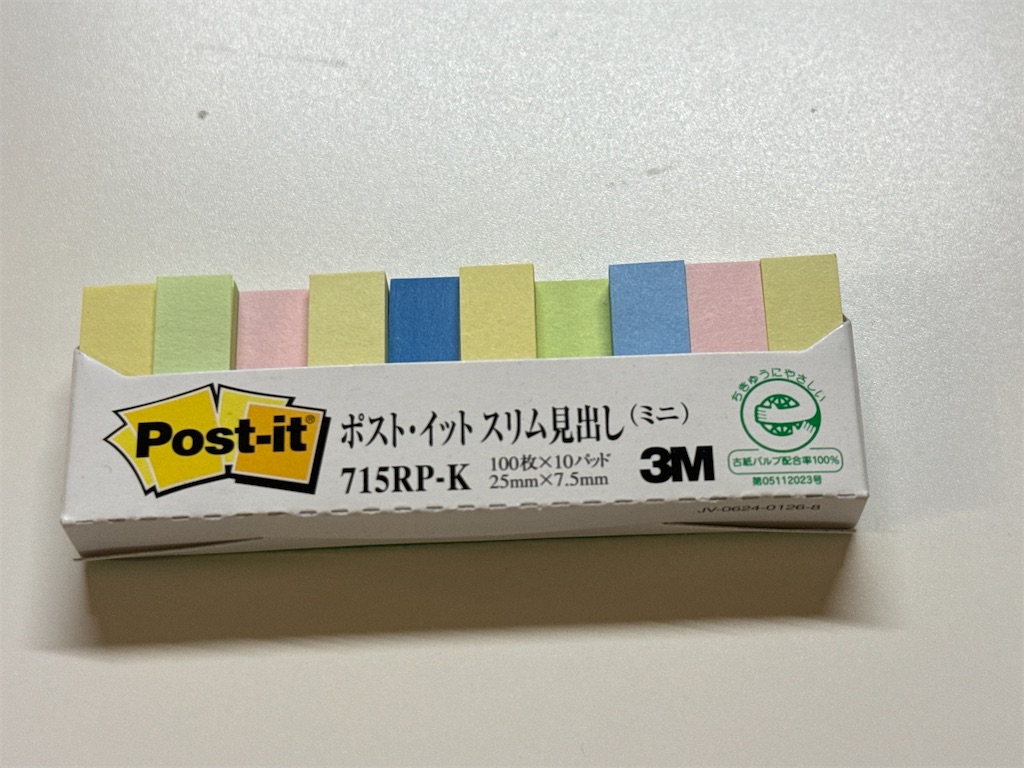 Post-it®
ポスト・イット スリム見出し（ミニ）
715RP-K
100枚×10パッド
25mm×7.5mm
3M
ちきゅうにやさしい
古紙パルプ配合率100%
第05112023号
JV-0624-0126-8